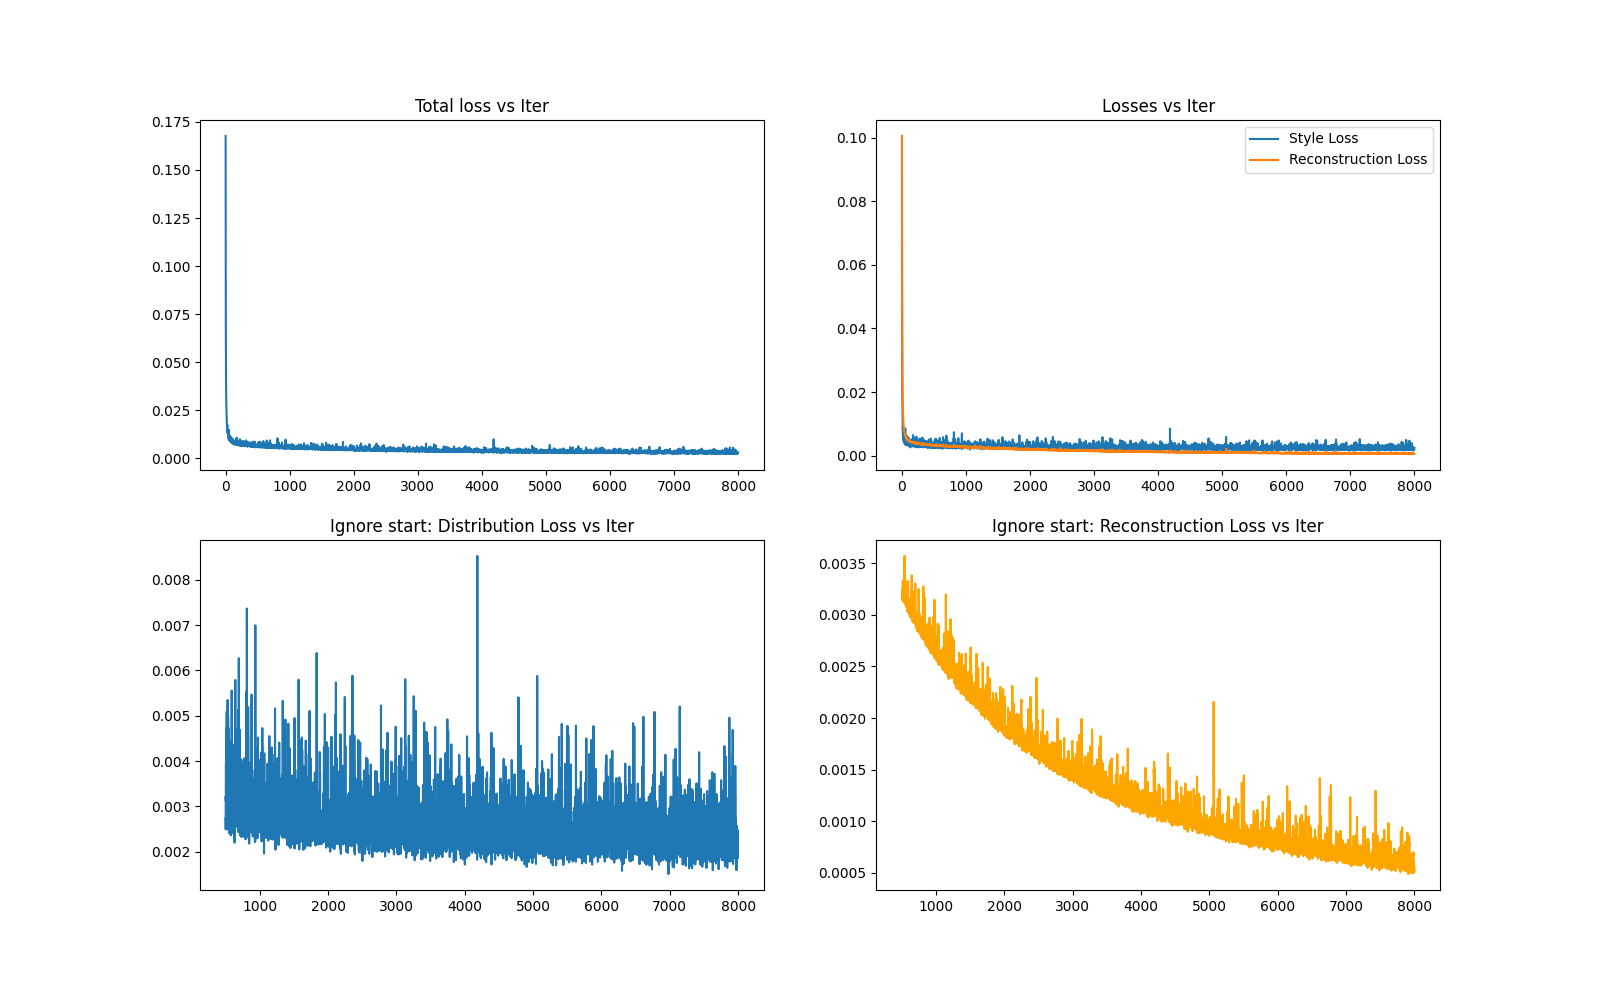 Total loss vs Iter
0.175
0.150
0.125
0.100
0.075
0.050
0.025
0.000
0 1000 2000 3000 4000 5000 6000 7000 8000
Losses vs Iter
Style Loss
Reconstruction Loss
0.10
0.08
0.06
0.04
0.02
0.00
0 1000 2000 3000 4000 5000 6000 7000 8000
Ignore start: Distribution Loss vs Iter
0.008
0.007
0.006
0.005
0.004
0.003
0.002
1000 2000 3000 4000 5000 6000 7000 8000
Ignore start: Reconstruction Loss vs Iter
0.0035
0.0030
0.0025
0.0020
0.0015
0.0010
0.0005
1000 2000 3000 4000 5000 6000 7000 8000